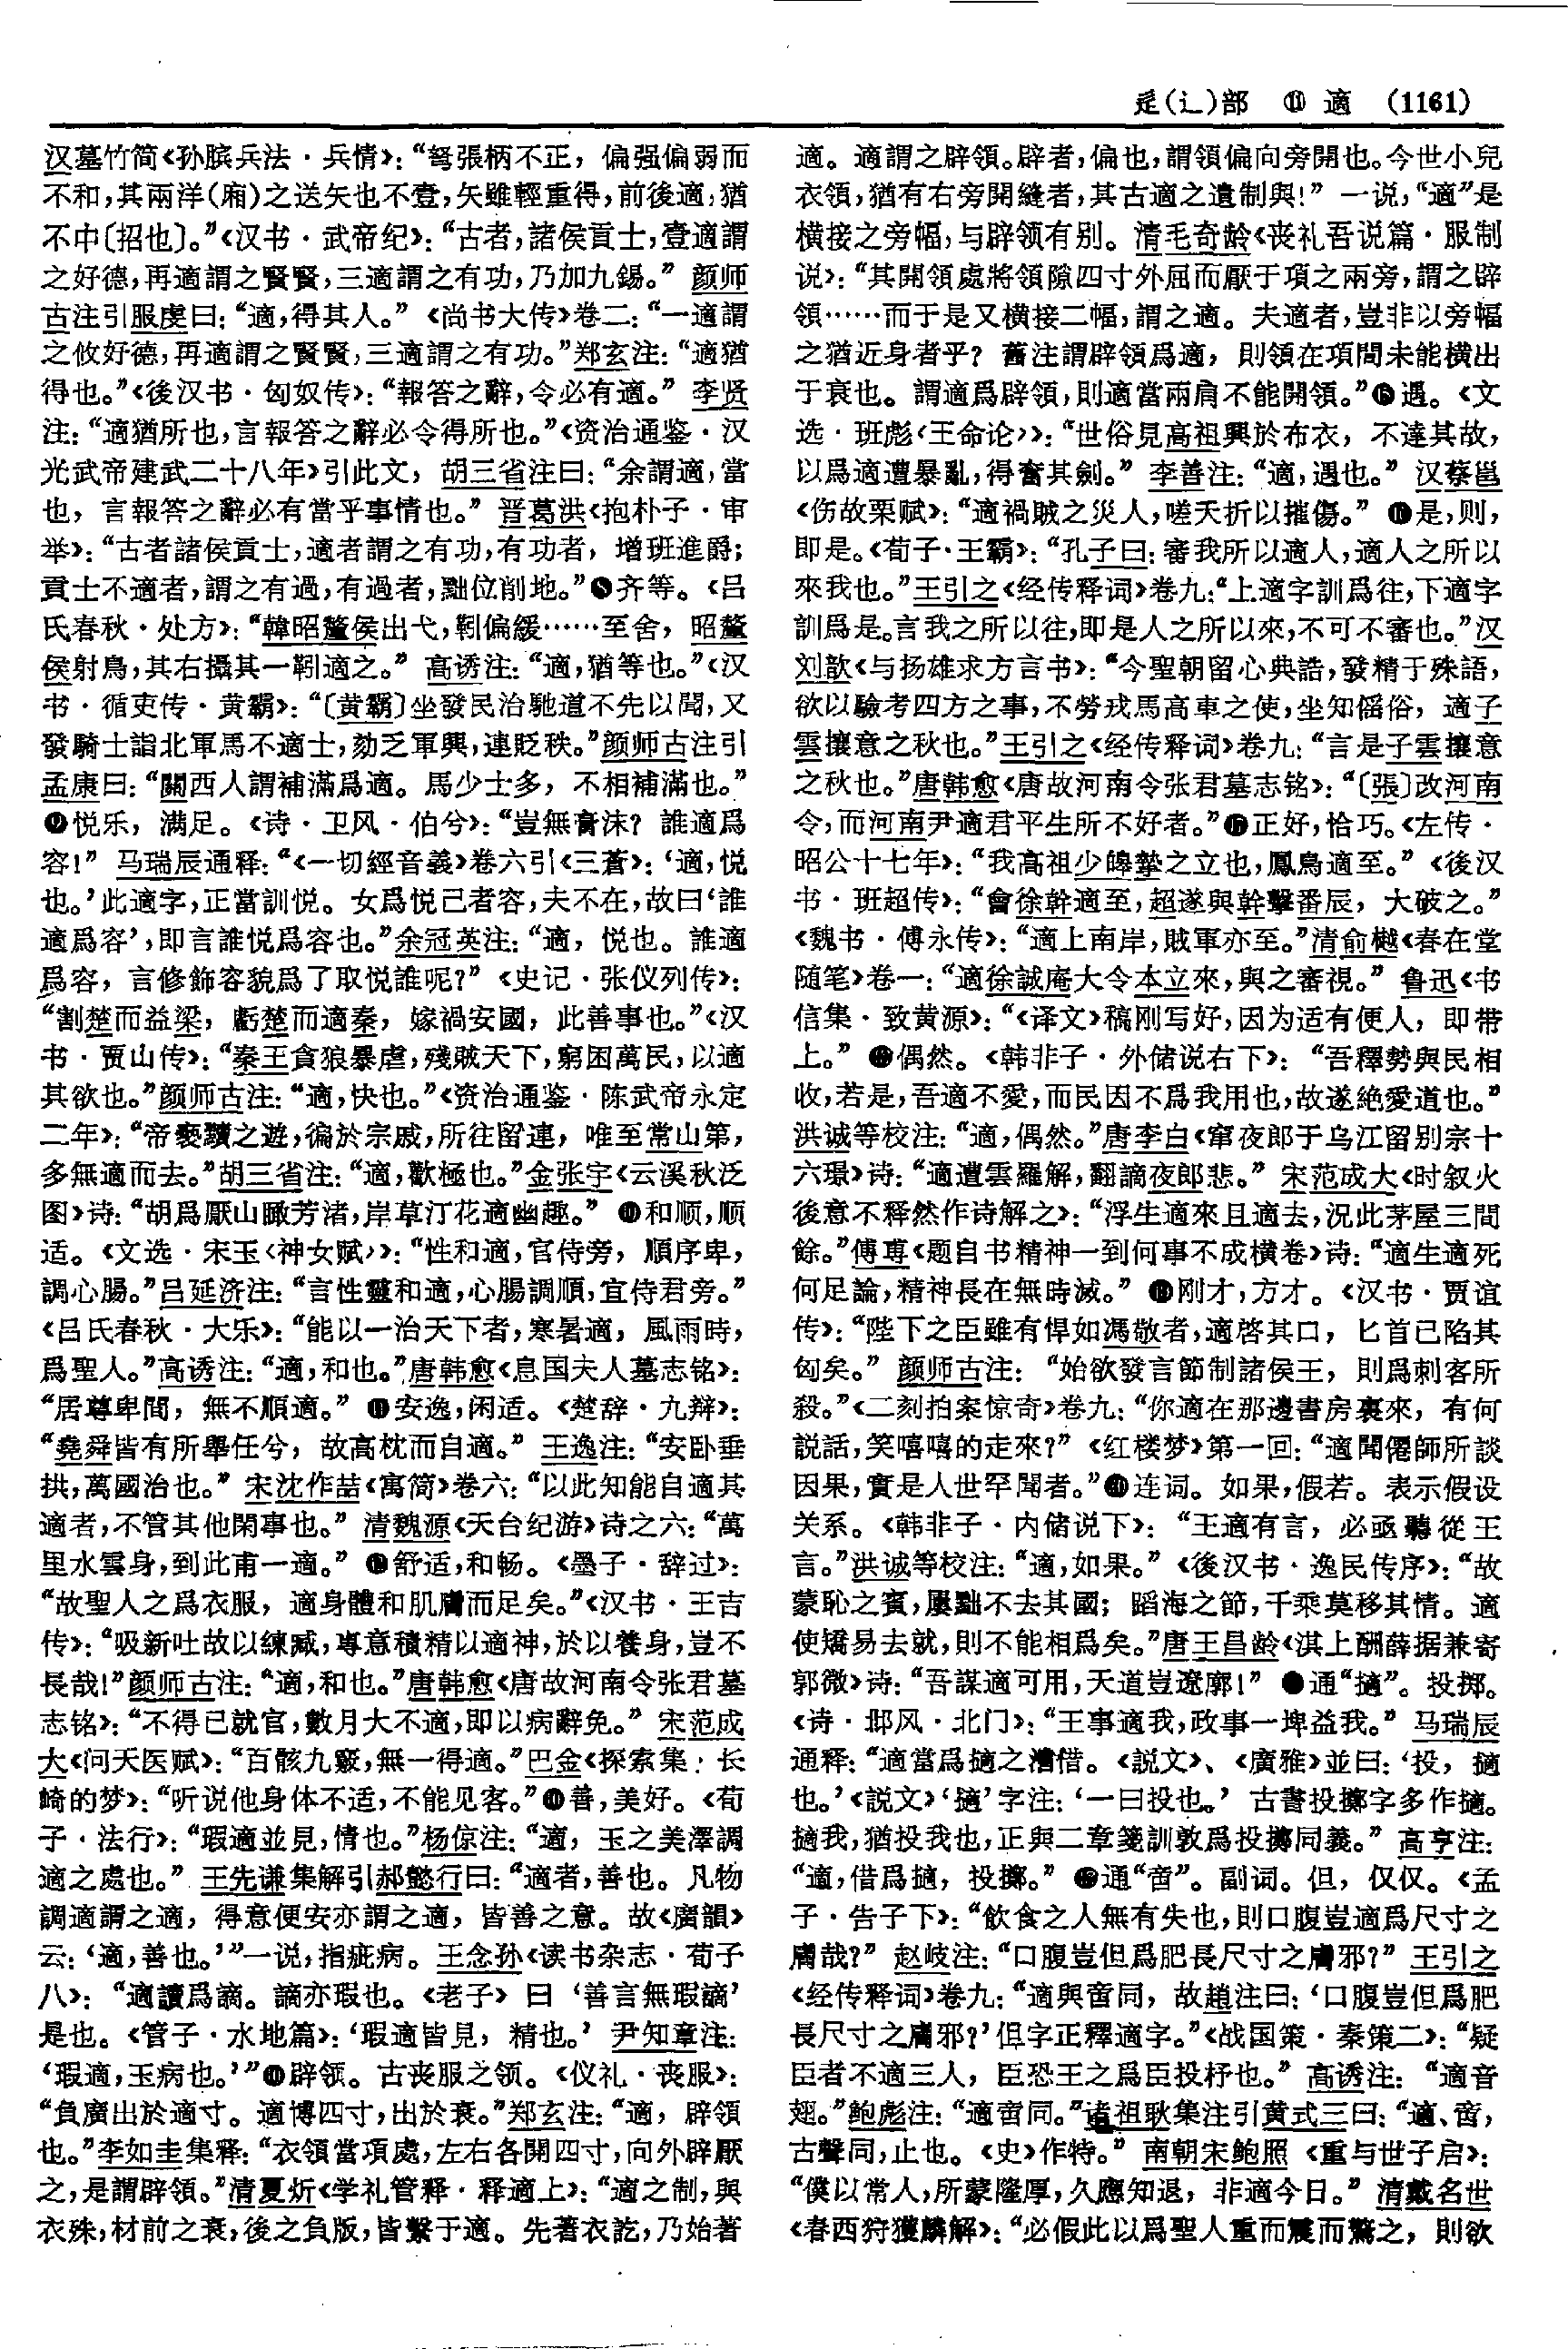 辵(辶)部 ⑪ 適 (1161)
汉墓竹简《孙膑兵法·兵情》：“弩張柄不正，偏强偏弱而
不和，其兩洋(廂)之送矢也不壹，矢雖輕重得，前後適，猶
不中〔招也〕。”《汉书·武帝纪》：“古者，諸侯貢士，壹適謂
之好德，再適謂之賢賢，三適謂之有功，乃加九錫。” 颜师
古注引服虔曰：“適，得其人。”《尚书大传》卷二：“一適謂
之攸好德，再適謂之賢賢，三適謂之有功。”郑玄注：“適猶
得也。”《後汉书·匈奴传》：“報答之辭，令必有適。” 李贤
注：“適猶所也，言報答之辭必令得所也。”《资治通鉴·汉
光武帝建武二十八年》引此文，胡三省注曰：“余謂適，當
也，言報答之辭必有當乎事情也。” 晋葛洪《抱朴子·审
举》：“古者諸侯貢士，適者謂之有功，有功者，增班進爵；
貢士不適者，謂之有過，有過者，黜位削地。”❽齐等。《吕
氏春秋·处方》：“韓昭釐侯出弋，靷偏緩……至舍，昭釐
侯射鳥，其右攝其一靷適之。” 高诱注：“適，猶等也。”《汉
书·循吏传·黄霸》：“〔黄霸〕坐發民治馳道不先以聞，又
發騎士詣北軍馬不適士，劾乏軍興，連貶秩。”颜师古注引
孟康曰：“關西人謂補滿爲適。馬少士多，不相補滿也。”
❾悦乐，满足。《诗·卫风·伯兮》：“豈無膏沐？誰適爲
容！” 马瑞辰通释：“《一切經音義》卷六引《三蒼》：‘適，悦
也。’此適字，正當訓悦。女爲悦己者容，夫不在，故曰‘誰
適爲容’，即言誰悦爲容也。”余冠英注：“適，悦也。誰適
爲容，言修飾容貌爲了取悦誰呢？”《史记·张仪列传》：
“割楚而益梁，虧楚而適秦，嫁禍安國，此善事也。”《汉
书·贾山传》：“秦王貪狼暴虐，殘賊天下，窮困萬民，以適
其欲也。”颜师古注：“適，快也。”《资治通鉴·陈武帝永定
二年》：“帝褻黷之遊，徧於宗戚，所往留連，唯至常山第，
多無適而去。”胡三省注：“適，歡極也。”金张宇《云溪秋泛
图》诗：“胡爲厭山瞰芳渚，岸草汀花適幽趣。” ❿和顺，顺
适。《文选·宋玉〈神女赋〉》：“性和適，宜侍旁，順序卑，
調心腸。”吕延济注：“言性靈和適，心腸調順，宜侍君旁。”
《吕氏春秋·大乐》：“能以一治天下者，寒暑適，風雨時，
爲聖人。”高诱注：“適，和也。”唐韩愈《息国夫人墓志铭》：
“居尊卑間，無不順適。” ⓫安逸，闲适。《楚辞·九辩》：
“堯舜皆有所舉任兮，故高枕而自適。” 王逸注：“安卧垂
拱，萬國治也。” 宋沈作喆《寓简》卷六：“以此知能自適其
適者，不管其他閑事也。” 清魏源《天台纪游》诗之六：“萬
里水雲身，到此甫一適。” ⓬舒适，和畅。《墨子·辞过》：
“故聖人之爲衣服，適身體和肌膚而足矣。”《汉书·王吉
传》：“吸新吐故以練臧，專意積精以適神，於以養身，豈不
長哉！”颜师古注：“適，和也。”唐韩愈《唐故河南令张君墓
志铭》：“不得已就官，數月大不適，即以病辭免。” 宋范成
大《问天医赋》：“百骸九竅，無一得適。”巴金《探索集·长
崎的梦》：“听说他身体不适，不能见客。”⓭善，美好。《荀
子·法行》：“瑕適並見，情也。”杨倞注：“適，玉之美澤調
適之處也。” 王先谦集解引郝懿行曰：“適者，善也。凡物
調適謂之適，得意便安亦謂之適，皆善之意。故《廣韻》
云：‘適，善也。’”一说，指疵病。王念孙《读书杂志·荀子
八》：“適讀爲謫。謫亦瑕也。《老子》曰‘善言無瑕謫’
是也。《管子·水地篇》：‘瑕適皆見，精也。’ 尹知章注：
‘瑕適，玉病也。’”⓮辟领。古丧服之领。《仪礼·丧服》：
“負廣出於適寸。適博四寸，出於衰。”郑玄注：“適，辟領
也。”李如圭集释：“衣領當項處，左右各開四寸，向外辟厭
之，是謂辟領。”清夏炘《学礼管释·释適上》：“適之制，與
衣殊，材前之衰，後之負版，皆繫于適。先著衣訖，乃始著
適。適謂之辟領。辟者，偏也，謂領偏向旁開也。今世小兒
衣領，猶有右旁開縫者，其古適之遺制與！” 一说，“適”是
横接之旁幅，与辟领有别。清毛奇龄《丧礼吾说篇·服制
说》：“其開領處將領隙四寸外屈而厭于項之兩旁，謂之辟
領……而于是又横接二幅，謂之適。夫適者，豈非以旁幅
之猶近身者乎？舊注謂辟領爲適，則領在項間未能横出
于衰也。謂適爲辟領，則適當兩肩不能開領。”⓯遇。《文
选·班彪〈王命论〉》：“世俗見高祖興於布衣，不達其故，
以爲適遭暴亂，得奮其劍。” 李善注：“適，遇也。” 汉蔡邕
《伤故栗赋》：“適禍賊之災人，嗟夭折以摧傷。” ⓰是，则，
即是。《荀子·王霸》：“孔子曰：審我所以適人，適人之所以
來我也。”王引之《经传释词》卷九：“上適字訓爲往，下適字
訓爲是。言我之所以往，即是人之所以來，不可不審也。”汉
刘歆《与扬雄求方言书》：“今聖朝留心典誥，發精于殊語，
欲以驗考四方之事，不勞戎馬高車之使，坐知傜俗，適子
雲攘意之秋也。”王引之《经传释词》卷九：“言是子雲攘意
之秋也。”唐韩愈《唐故河南令张君墓志铭》：“〔張〕改河南
令，而河南尹適君平生所不好者。”⓱正好，恰巧。《左传·
昭公十七年》：“我高祖少皞摯之立也，鳳鳥適至。”《後汉
书·班超传》：“會徐幹適至，超遂與幹擊番辰，大破之。”
《魏书·傅永传》：“適上南岸，賊軍亦至。”清俞樾《春在堂
随笔》卷一：“適徐誠庵大令本立來，與之審視。” 鲁迅《书
信集·致黄源》：“《译文》稿刚写好，因为适有便人，即带
上。” ⓲偶然。《韩非子·外储说右下》：“吾釋勢與民相
收，若是，吾適不愛，而民因不爲我用也，故遂絶愛道也。”
洪诚等校注：“適，偶然。”唐李白《窜夜郎于乌江留别宗十
六璟》诗：“適遭雲羅解，翻謫夜郎悲。” 宋范成大《时叙火
後意不释然作诗解之》：“浮生適來且適去，況此茅屋三間
餘。”傅尃《题自书精神一到何事不成横卷》诗：“適生適死
何足論，精神長在無時滅。” ⓳刚才，方才。《汉书·贾谊
传》：“陛下之臣雖有悍如馮敬者，適啓其口，匕首已陷其
匈矣。” 颜师古注：“始欲發言節制諸侯王，則爲刺客所
殺。”《二刻拍案惊奇》卷九：“你適在那邊書房裏來，有何
説話，笑嘻嘻的走來？”《红楼梦》第一回：“適聞僊師所談
因果，實是人世罕聞者。”⓴连词。如果，假若。表示假设
关系。《韩非子·内储说下》：“王適有言，必亟聽從王
言。”洪诚等校注：“適，如果。”《後汉书·逸民传序》：“故
蒙恥之賓，屢黜不去其國；蹈海之節，千乘莫移其情。適
使矯易去就，則不能相爲矣。”唐王昌龄《淇上酬薛据兼寄
郭微》诗：“吾謀適可用，天道豈遼廓！” ●通“擿”。投掷。
《诗·邶风·北门》：“王事適我，政事一埤益我。” 马瑞辰
通释：“適當爲擿之渻借。《説文》、《廣雅》並曰：‘投，擿
也。’《説文》‘擿’字注：‘一曰投也。’ 古書投擲字多作擿。
擿我，猶投我也，正與二章箋訓敦爲投擲同義。” 高亨注：
“適，借爲擿，投擲。” ●通“啻”。副词。但，仅仅。《孟
子·告子下》：“飲食之人無有失也，則口腹豈適爲尺寸之
膚哉？” 赵岐注：“口腹豈但爲肥長尺寸之膚邪？” 王引之
《经传释词》卷九：“適與啻同，故趙注曰：‘口腹豈但爲肥
長尺寸之膚邪？’但字正釋適字。”《战国策·秦策二》：“疑
臣者不適三人，臣恐王之爲臣投杼也。” 高诱注：“適音
翅。”鲍彪注：“適啻同。”诸祖耿集注引黄式三曰：“適、啻，
古聲同，止也。《史》作特。” 南朝宋鲍照《重与世子启》：
“僕以常人，所蒙隆厚，久應知退，非適今日。” 清戴名世
《春西狩獲麟解》：“必假此以爲聖人重而震而驚之，則欲